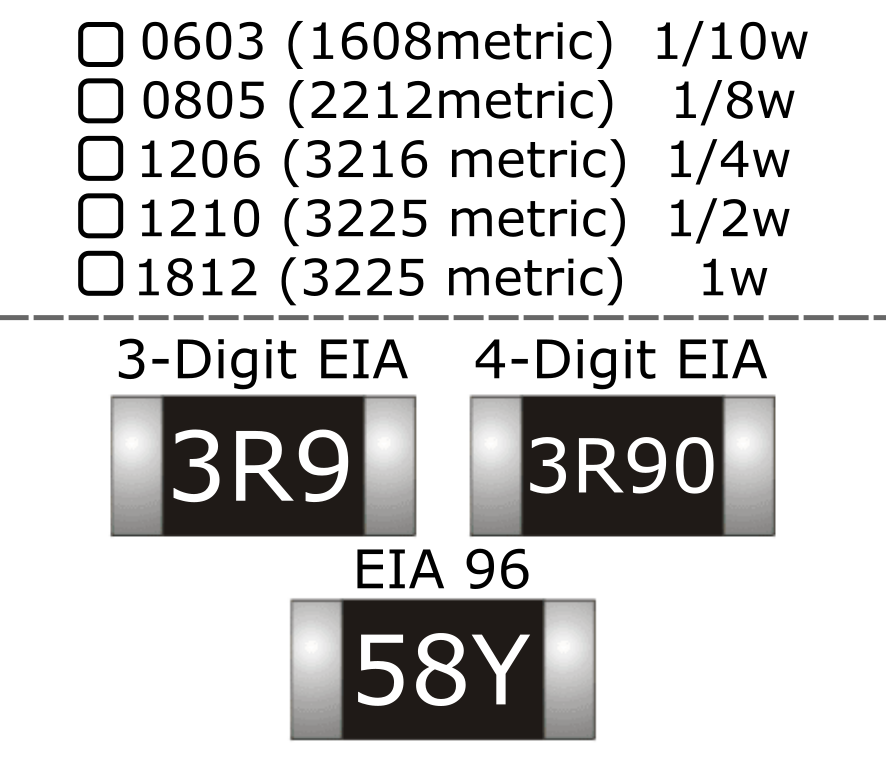 0603 (1608metric) 1/10w
0805 (2212metric) 1/8w
1206 (3216 metric) 1/4w
1210 (3225 metric) 1/2w
1812 (3225 metric) 1w
3-Digit EIA 4-Digit EIA
3R9 3R90
EIA 96
58Y